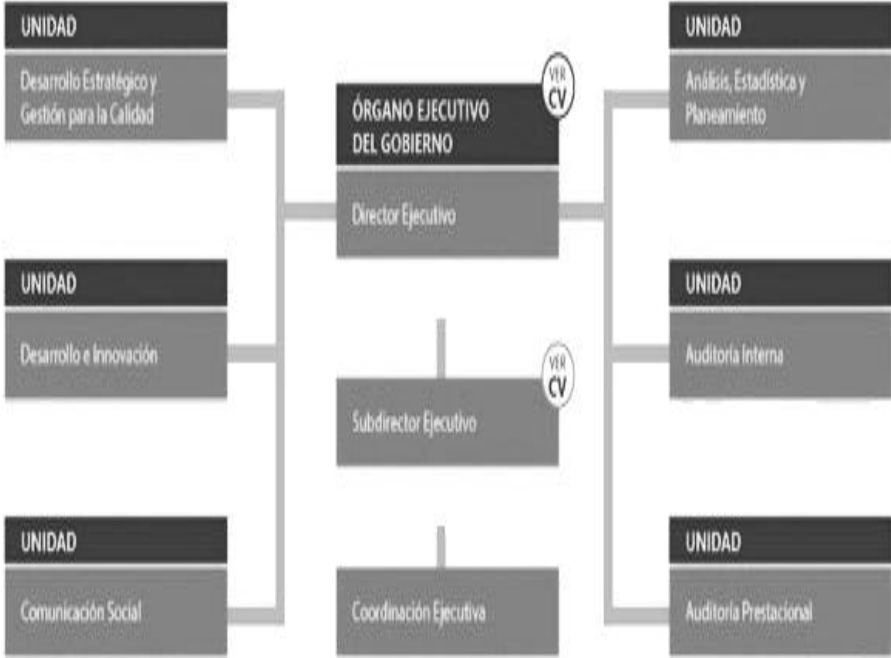 UNIDAD
Desarrollo Estratégico y
Gestión para la Calidad
UNIDAD
Desarrollo e Innovación
UNIDAD
Comunicación Social
VER
CV
ÓRGANO EJECUTIVO
DEL GOBIERNO
Director Ejecutivo
VER
CV
Subdirector Ejecutivo
Coordinación Ejecutiva
UNIDAD
Análisis, Estadística y
Planeamiento
UNIDAD
Auditoría Interna
UNIDAD
Auditoría Prestacional